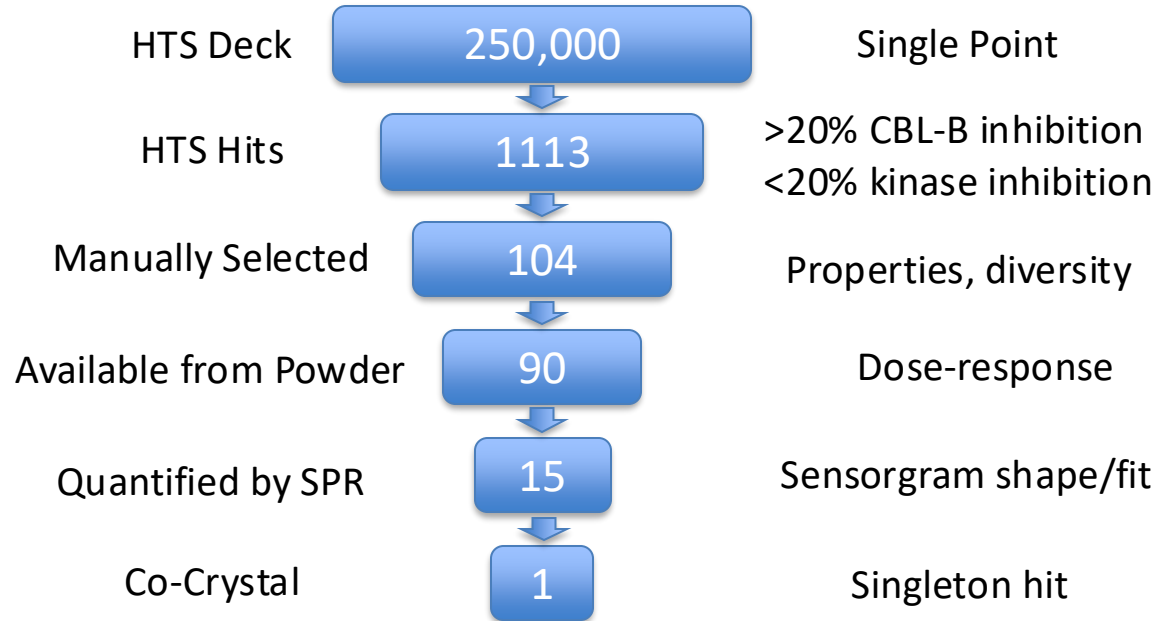 HTS Deck
250,000
Single Point
HTS Hits
1113
>20% CBL-B inhibition
<20% kinase inhibition
Manually Selected
104
Properties, diversity
Available from Powder
90
Dose-response
Quantified by SPR
15
Sensorgram shape/fit
Co-Crystal
1
Singleton hit